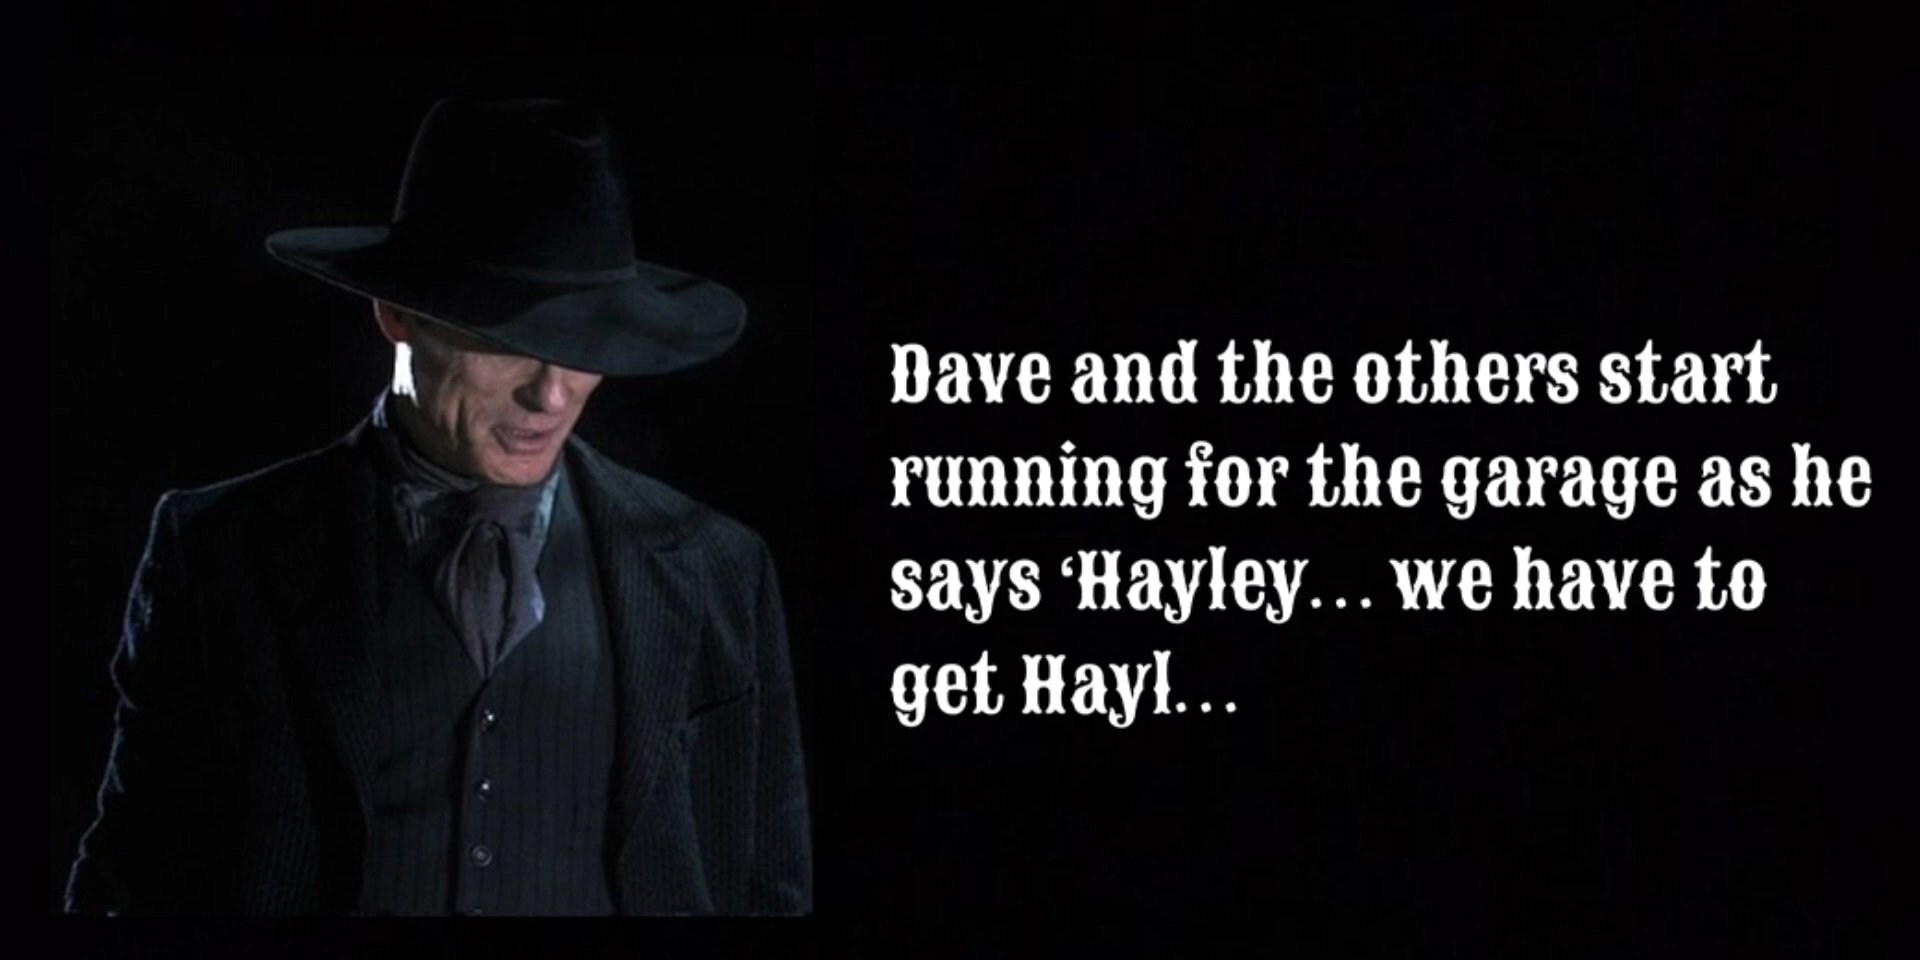 Dave and the others start
running for the garage as he
says ‘Hayley... we have to
get Hayl...